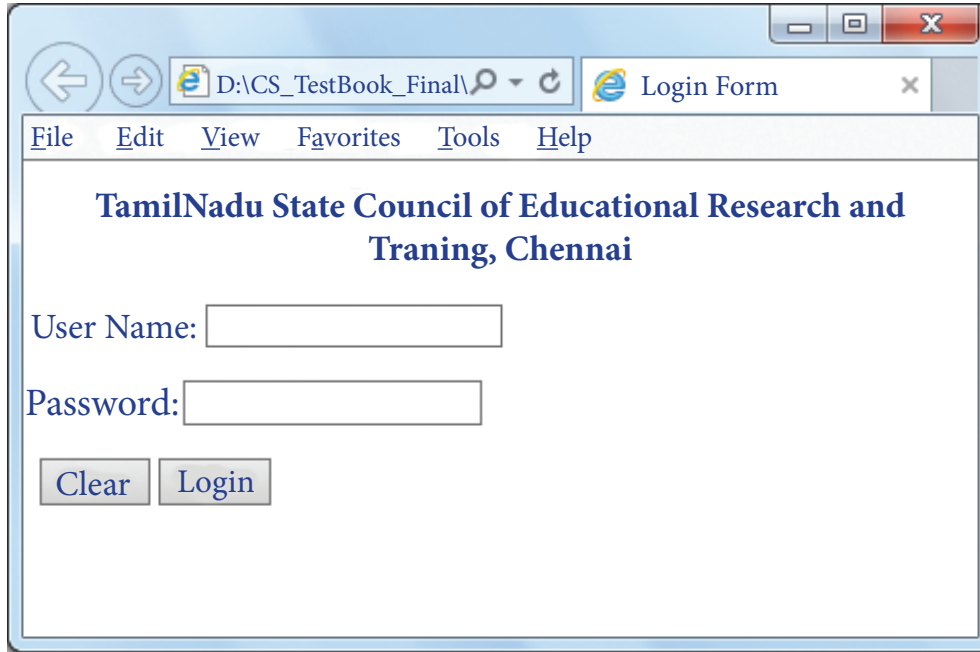 D:\CS_TestBook_Final\
Login Form
File Edit View Favorites Tools Help
TamilNadu State Council of Educational Research and
Traning, Chennai
User Name:
Password:
Clear Login